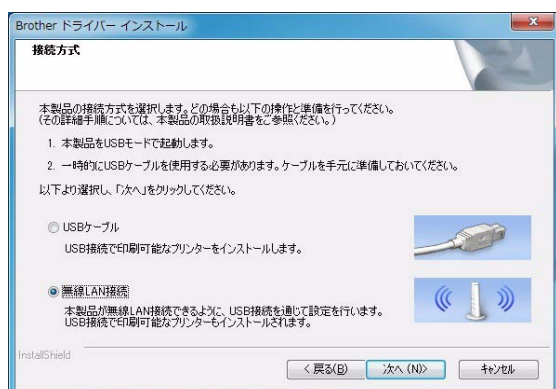 Brother ドライバー インストール
接続方式
本製品の接続方式を選択します。どの場合も以下の操作と準備を行ってください。
(その詳細手順については、本製品の取扱説明書をご参照ください。)
1. 本製品をUSBモードで起動します。
2. 一時的にUSBケーブルを使用する必要があります。ケーブルを手元に準備しておいてください。
以下より選択し、「次へ」をクリックしてください。
USBケーブル
USB接続で印刷可能なプリンターをインストールします。
無線LAN接続
本製品が無線LAN接続できるように、USB接続を通じて設定を行います。
USB接続で印刷可能なプリンターもインストールされます。
InstallShield
< 戻る(B)
次へ (N)>
キャンセル